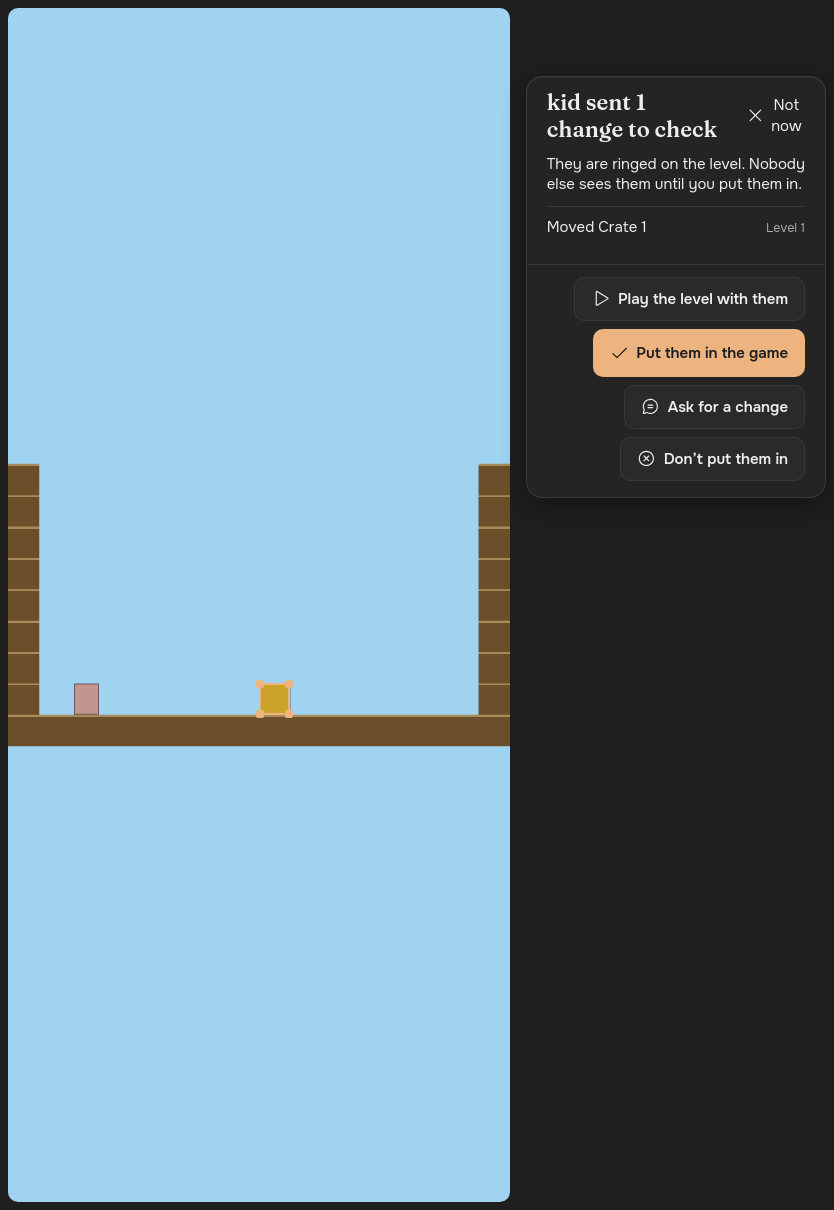 kid sent 1
change to check
Not
now
They are ringed on the level. Nobody
else sees them until you put them in.
Moved Crate 1
Level 1
Play the level with them
Put them in the game
Ask for a change
Don’t put them in